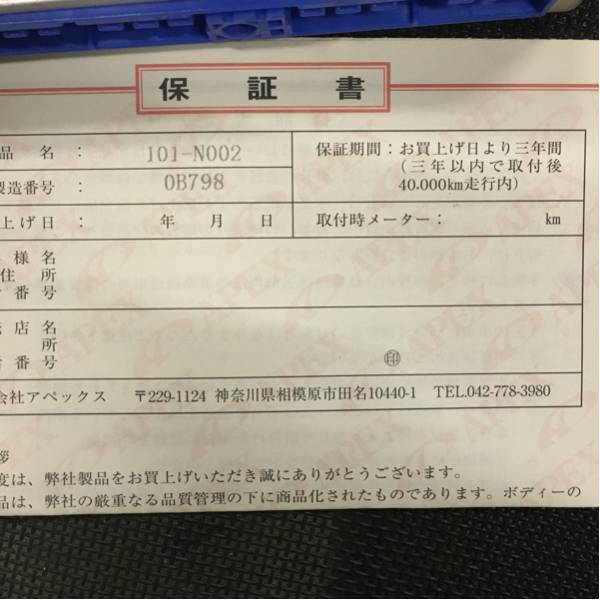 保証書
品名： 101-N002
製造番号： 0B798
上げ日： 年 月 日
保証期間：お買上げ日より三年間
（三年以内で取付後
40.000km走行内）
取付時メーター： km
様名
住所
番号
店名
所
番号
㊞
会社アペックス 〒229-1124 神奈川県相模原市田名10440-1 TEL.042-778-3980
拶
度は、弊社製品をお買上げいただき誠にありがとうございます。
品は、弊社の厳重なる品質管理の下に商品化されたものであります。ボディーの
APEX